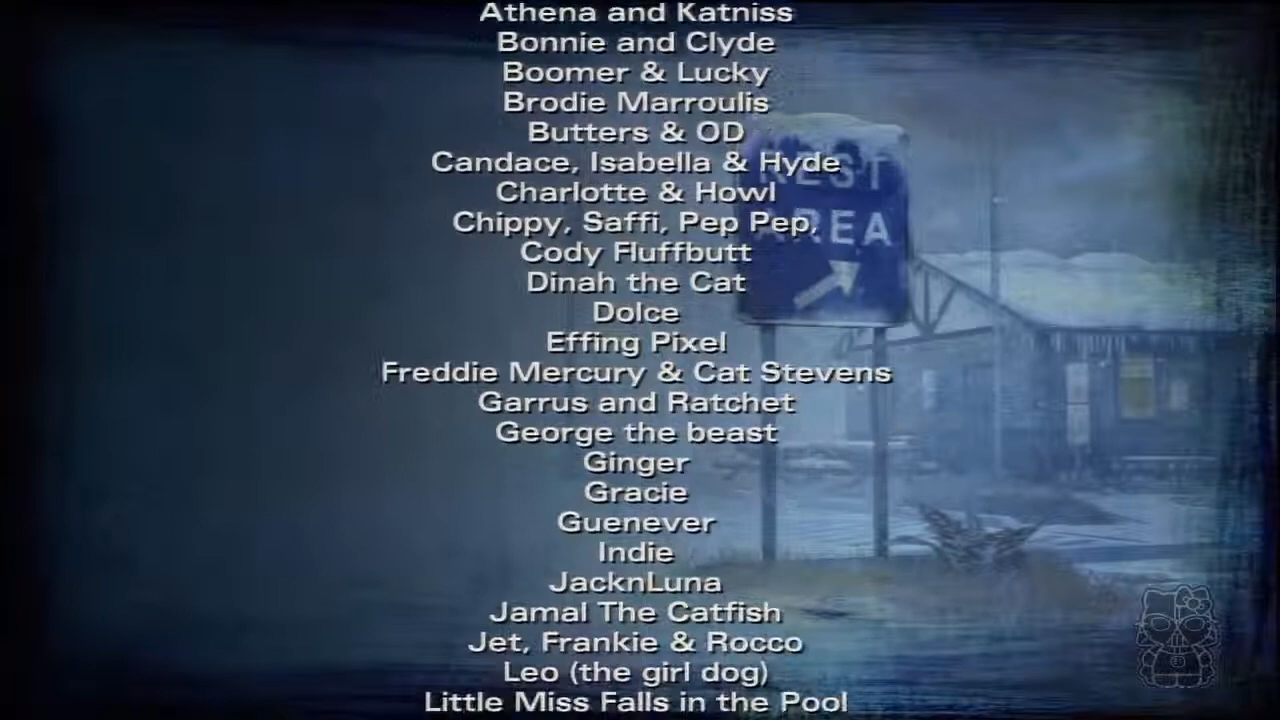 Athena and Katniss
Bonnie and Clyde
Boomer & Lucky
Brodie Marroulis
Butters & OD
Candace, Isabella & Hyde
Charlotte & Howl
Chippy, Saffi, Pep Pep,
Cody Fluffbutt
Dinah the Cat
Dolce
Effing Pixel
Freddie Mercury & Cat Stevens
Garrus and Ratchet
George the beast
Ginger
Gracie
Guenever
Indie
JacknLuna
Jamal The Catfish
Jet, Frankie & Rocco
Leo (the girl dog)
Little Miss Falls in the Pool
REST
AREA